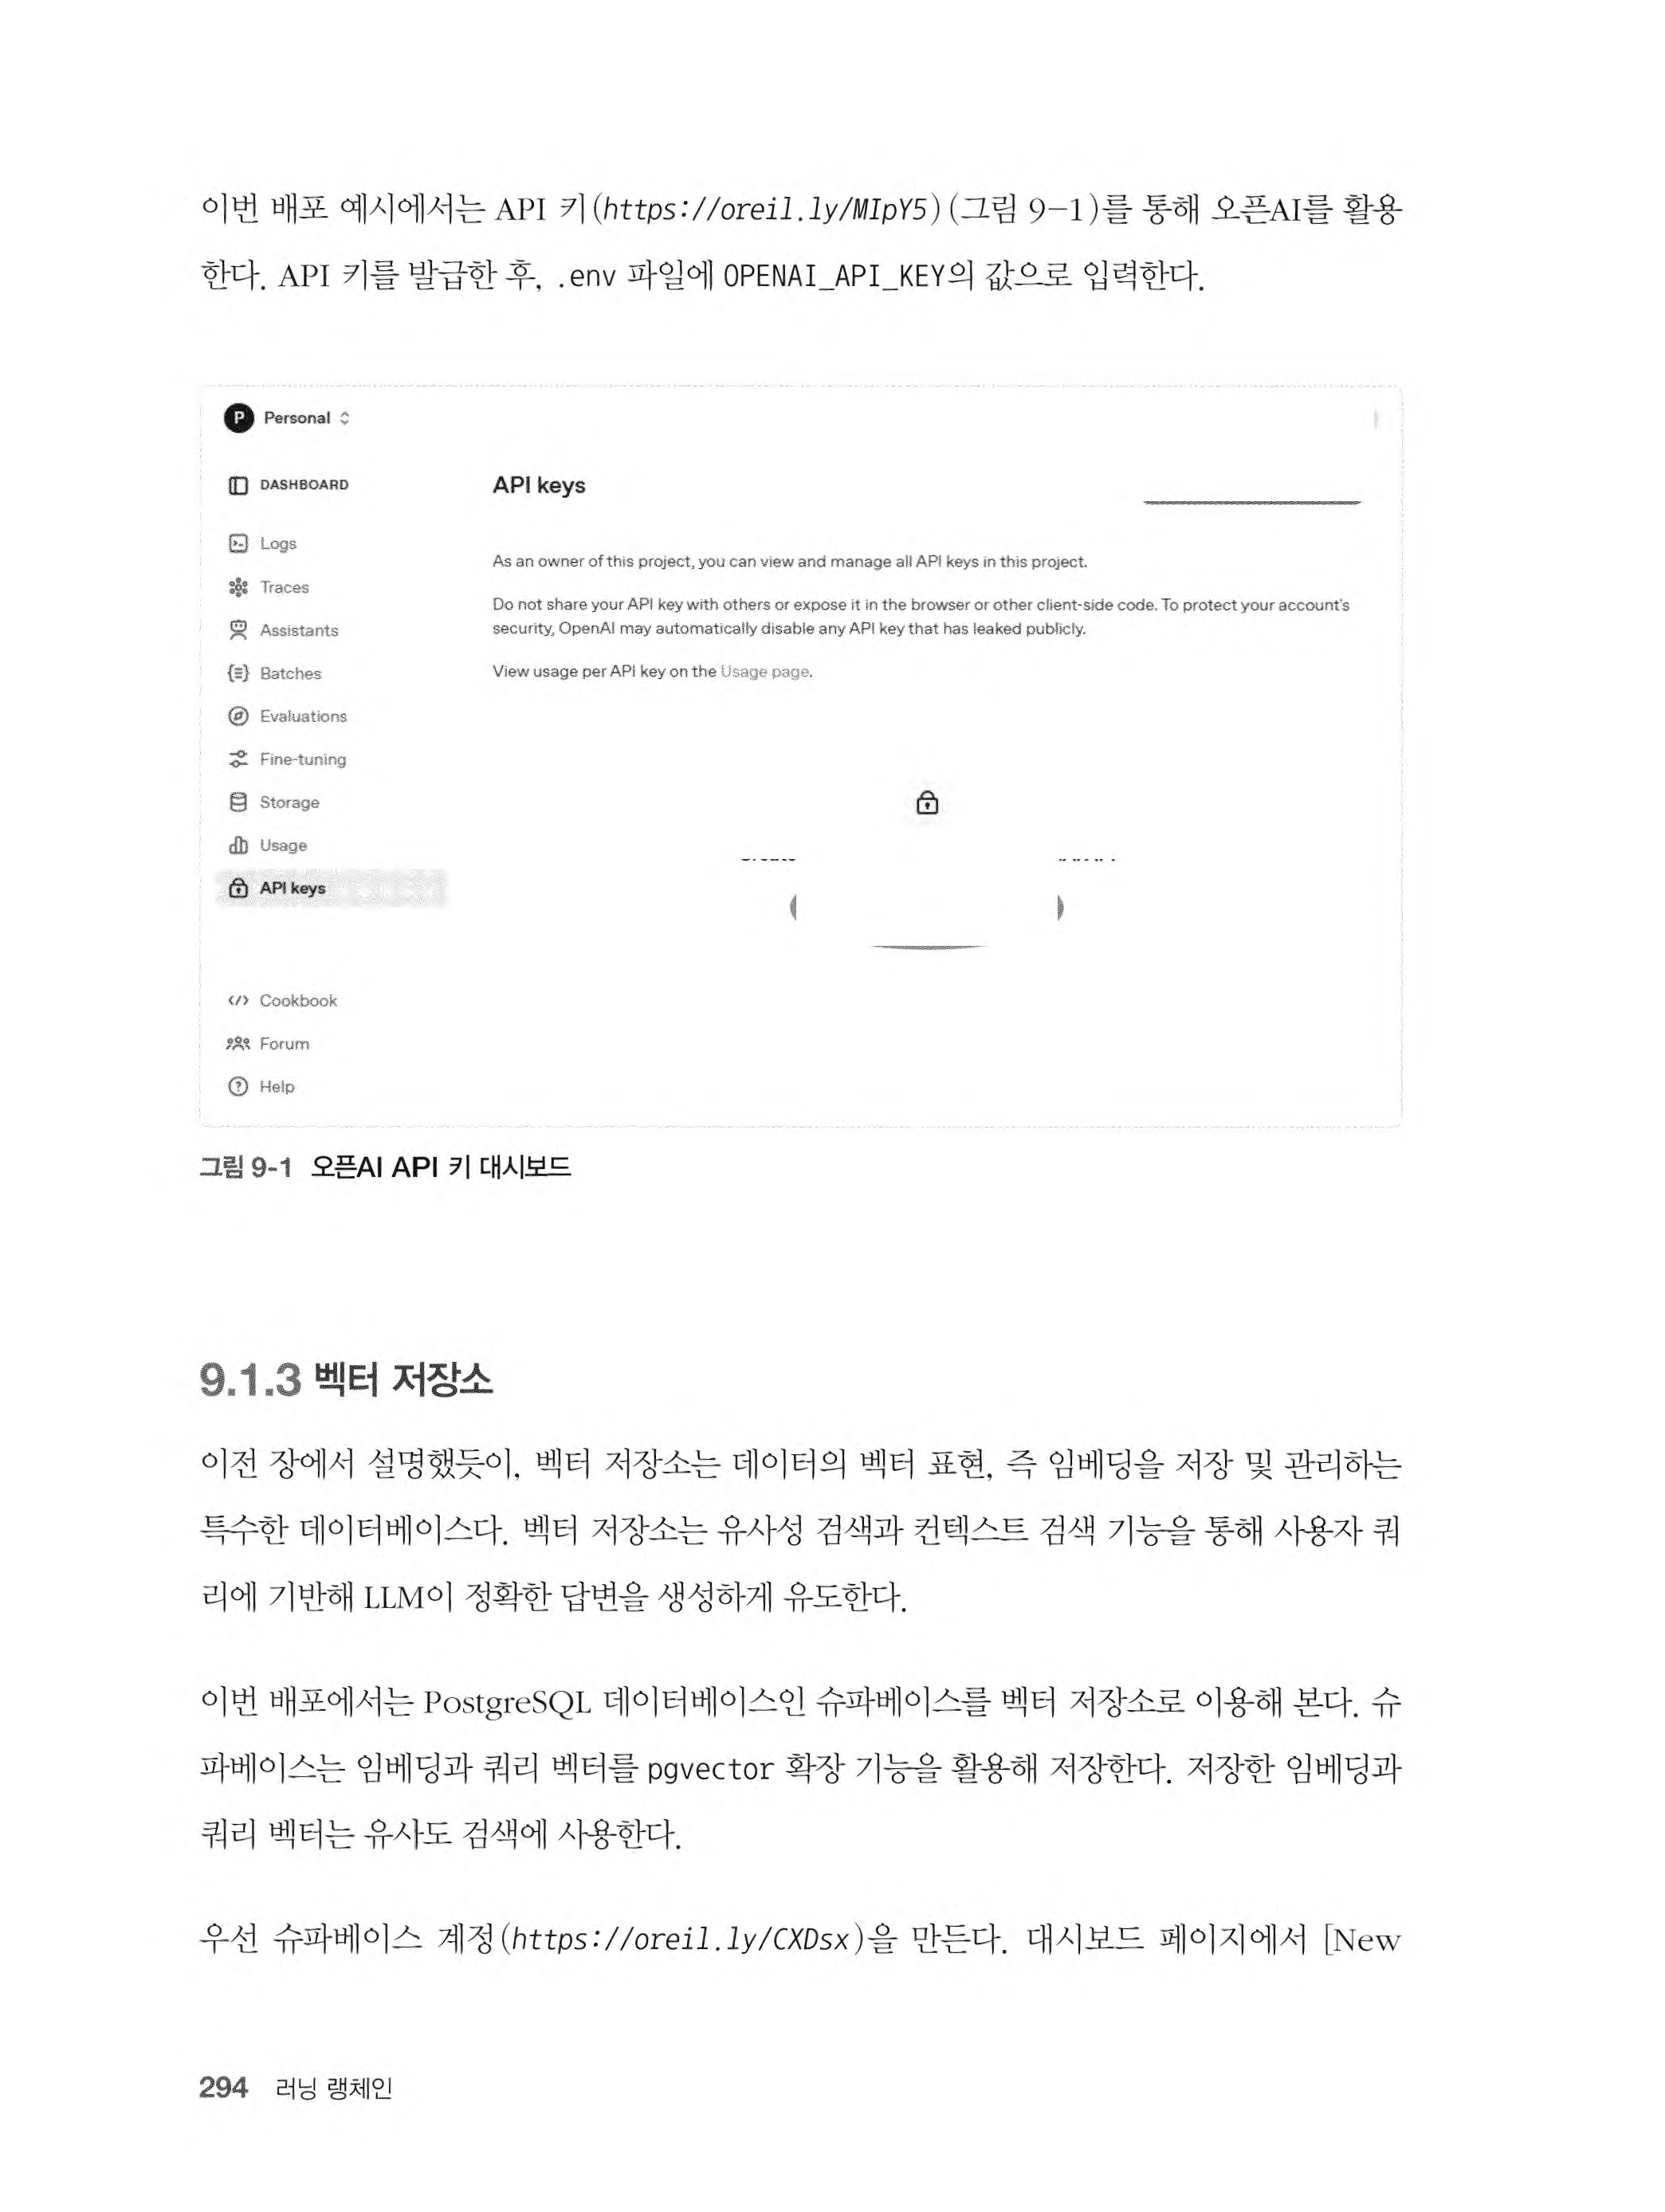 이번 배포 예시에서는 API 키(https://oreil.ly/MIpY5)(그림 9-1)를 통해 오픈AI를 활용
한다. API 키를 발급한 후, .env 파일에 OPENAI_API_KEY의 값으로 입력한다.
P Personal
DASHBOARD
API keys
Logs
As an owner of this project, you can view and manage all API keys in this project.
Traces
Do not share your API key with others or expose it in the browser or other client-side code. To protect your account's
Assistants
security, OpenAI may automatically disable any API key that has leaked publicly.
Batches
View usage per API key on the Usage page.
Evaluations
Fine-tuning
Storage
Usage
API keys
Cookbook
Forum
Help
그림 9-1 오픈AI API 키 대시보드
9.1.3 벡터 저장소
이전 장에서 설명했듯이, 벡터 저장소는 데이터의 벡터 표현, 즉 임베딩을 저장 및 관리하는
특수한 데이터베이스다. 벡터 저장소는 유사성 검색과 컨텍스트 검색 기능을 통해 사용자 쿼
리에 기반해 LLM이 정확한 답변을 생성하게 유도한다.
이번 배포에서는 PostgreSQL 데이터베이스인 슈파베이스를 벡터 저장소로 이용해 본다. 슈
파베이스는 임베딩과 쿼리 벡터를 pgvector 확장 기능을 활용해 저장한다. 저장한 임베딩과
쿼리 벡터는 유사도 검색에 사용한다.
우선 슈파베이스 계정(https://oreil.ly/CXDsx)을 만든다. 대시보드 페이지에서 [New
294 러닝 랭체인